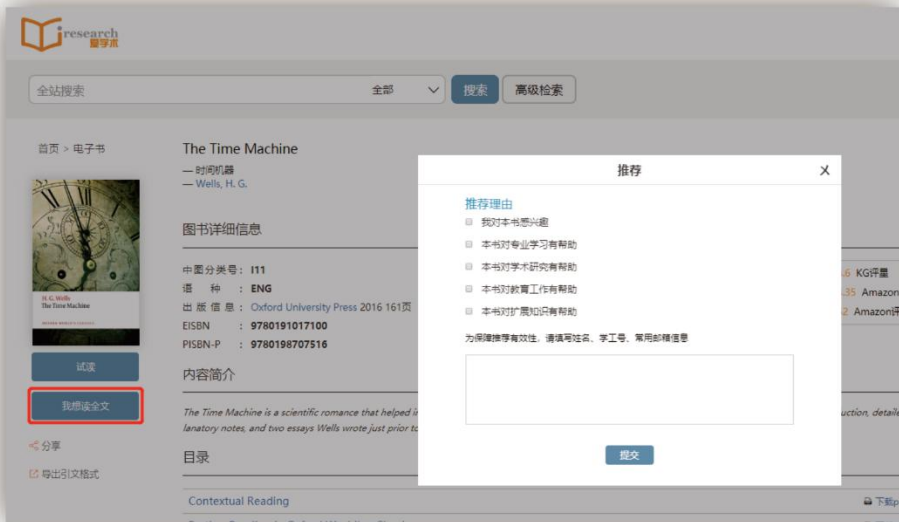 iresearch
爱学术
全站搜索
全部
搜索
高级检索
首页 > 电子书
The Time Machine
— 时间机器
— Wells, H. G.
图书详细信息
中图分类号: I11
语 种 : ENG
出 版 信 息 : Oxford University Press 2016 161页
EISBN : 9780191017100
PISBN-P : 9780198707516
H. G. Wells
The Time Machine
试读
我想读全文
分享
导出引文格式
内容简介
The Time Machine is a scientific romance that helped
lanatory notes, and two essays Wells wrote just prior to
目录
Contextual Reading
推荐
X
推荐理由
我对本书感兴趣
本书对专业学习有帮助
本书对学术研究有帮助
本书对教育工作有帮助
本书对扩展知识有帮助
为保障推荐有效性，请填写姓名、学工号、常用邮箱信息
提交
.6 KG评量
.35 Amazon
2 Amazon评
uction, detaile
下载p